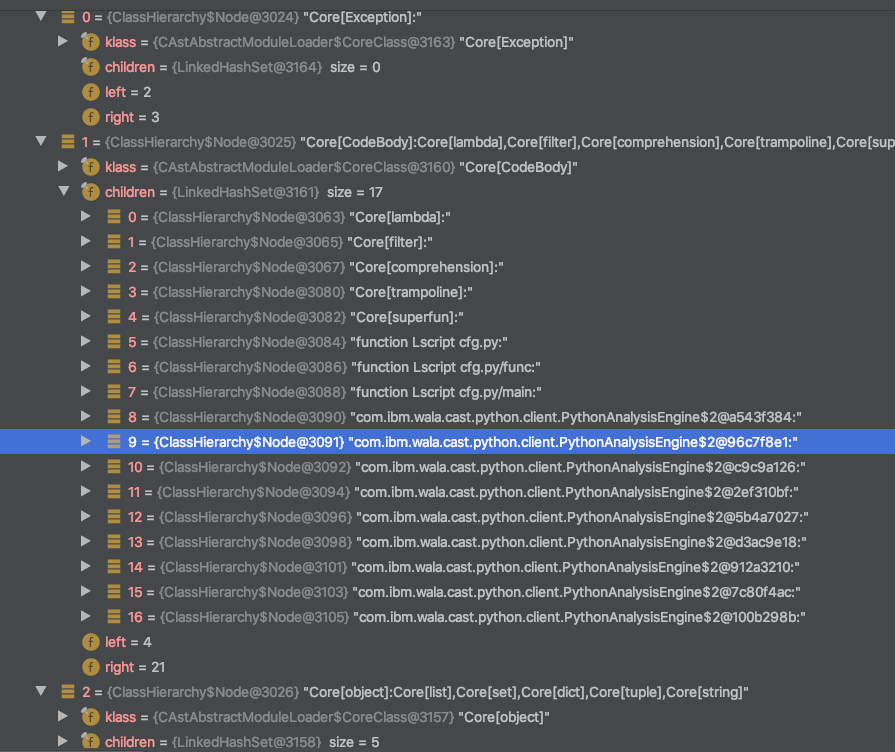 0 = {ClassHierarchy$Node@3024} "Core[Exception]:"
f klass = {CAstAbstractModuleLoader$CoreClass@3163} "Core[Exception]"
f children = {LinkedHashSet@3164} size = 0
f left = 2
f right = 3
1 = {ClassHierarchy$Node@3025} "Core[CodeBody]:Core[lambda],Core[filter],Core[comprehension],Core[trampoline],Core[sup
f klass = {CAstAbstractModuleLoader$CoreClass@3160} "Core[CodeBody]"
f children = {LinkedHashSet@3161} size = 17
0 = {ClassHierarchy$Node@3063} "Core[lambda]:"
1 = {ClassHierarchy$Node@3065} "Core[filter]:"
2 = {ClassHierarchy$Node@3067} "Core[comprehension]:"
3 = {ClassHierarchy$Node@3080} "Core[trampoline]:"
4 = {ClassHierarchy$Node@3082} "Core[superfun]:"
5 = {ClassHierarchy$Node@3084} "function Lscript cfg.py:"
6 = {ClassHierarchy$Node@3086} "function Lscript cfg.py/func:"
7 = {ClassHierarchy$Node@3088} "function Lscript cfg.py/main:"
8 = {ClassHierarchy$Node@3090} "com.ibm.wala.cast.python.client.PythonAnalysisEngine$2@a543f384:"
9 = {ClassHierarchy$Node@3091} "com.ibm.wala.cast.python.client.PythonAnalysisEngine$2@96c7f8e1:"
10 = {ClassHierarchy$Node@3092} "com.ibm.wala.cast.python.client.PythonAnalysisEngine$2@c9c9a126:"
11 = {ClassHierarchy$Node@3094} "com.ibm.wala.cast.python.client.PythonAnalysisEngine$2@2ef310bf:"
12 = {ClassHierarchy$Node@3096} "com.ibm.wala.cast.python.client.PythonAnalysisEngine$2@5b4a7027:"
13 = {ClassHierarchy$Node@3098} "com.ibm.wala.cast.python.client.PythonAnalysisEngine$2@d3ac9e18:"
14 = {ClassHierarchy$Node@3101} "com.ibm.wala.cast.python.client.PythonAnalysisEngine$2@912a3210:"
15 = {ClassHierarchy$Node@3103} "com.ibm.wala.cast.python.client.PythonAnalysisEngine$2@7c80f4ac:"
16 = {ClassHierarchy$Node@3105} "com.ibm.wala.cast.python.client.PythonAnalysisEngine$2@100b298b:"
f left = 4
f right = 21
2 = {ClassHierarchy$Node@3026} "Core[object]:Core[list],Core[set],Core[dict],Core[tuple],Core[string]"
f klass = {CAstAbstractModuleLoader$CoreClass@3157} "Core[object]"
f children = {LinkedHashSet@3158} size = 5